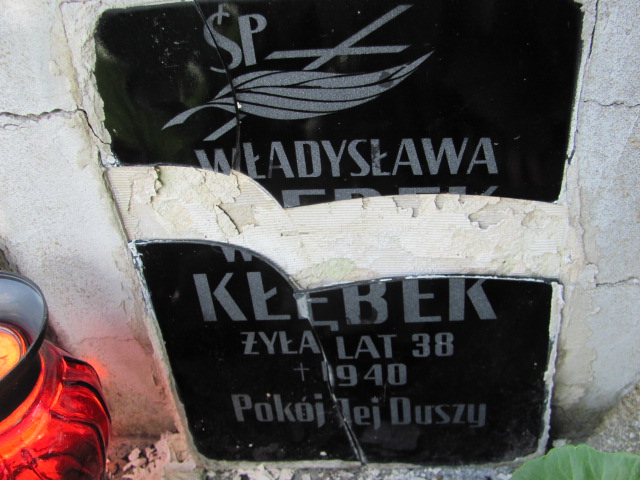 ŚP
WŁADYSŁAWA
KŁĘBEK
ŻYŁA LAT 38
† 1940
Pokój Jej Duszy